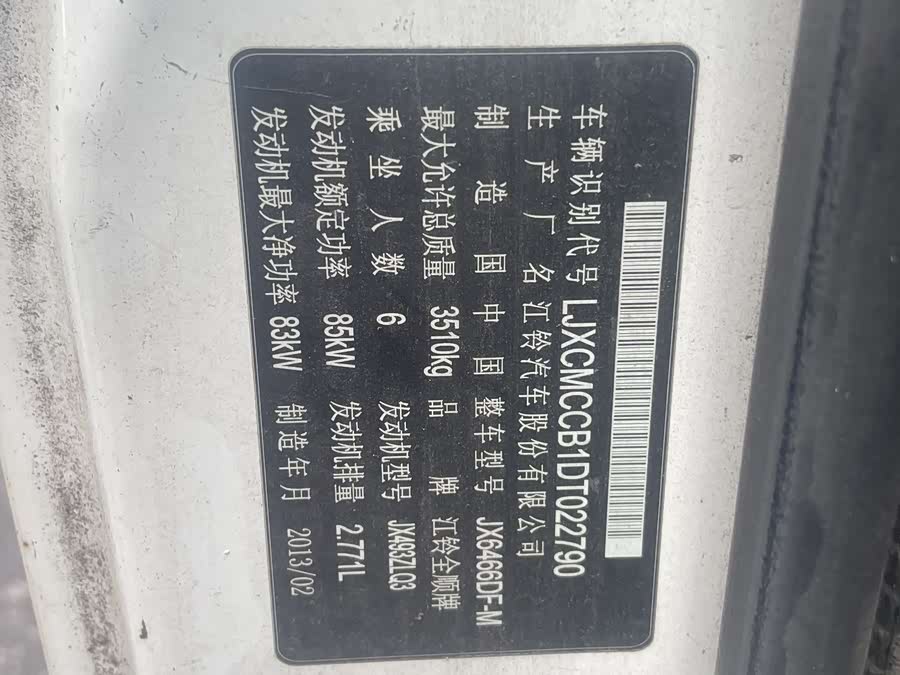 车辆识别代号 LJXCMCCB1DT022790
生产厂名 江铃汽车股份有限公司
制造国 中国 整车型号 JX6466DF-M
最大允许总质量 3510kg 品牌 江铃全顺牌
乘坐人数 6 发动机型号 JX493ZLQ3
发动机额定功率 85kW 发动机排量 2.771L
发动机最大净功率 83kW 制造年月 2013/02